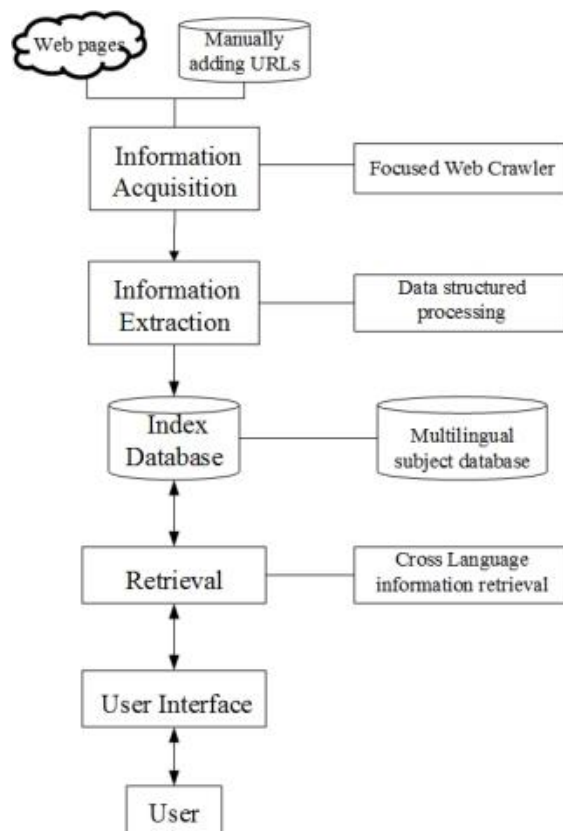 Web pages
Manually
adding URLs
Information
Acquisition
Focused Web Crawler
Information
Extraction
Data structured
processing
Index
Database
Multilingual
subject database
Retrieval
Cross Language
information retrieval
User Interface
User